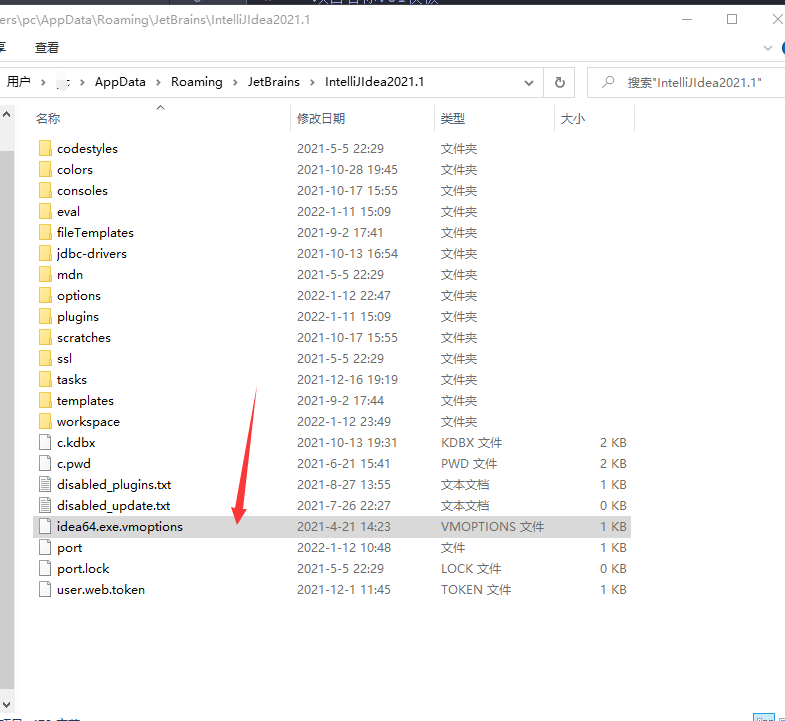 ers\pc\AppData\Roaming\JetBrains\IntelliJIdea2021.1
查看
用户 > > AppData > Roaming > JetBrains > IntelliJIdea2021.1 搜索"IntelliJIdea2021.1"
名称 修改日期 类型 大小
codestyles 2021-5-5 22:29 文件夹
colors 2021-10-28 19:45 文件夹
consoles 2021-10-17 15:55 文件夹
eval 2022-1-11 15:09 文件夹
fileTemplates 2021-9-2 17:41 文件夹
jdbc-drivers 2021-10-13 16:54 文件夹
mdn 2021-5-5 22:29 文件夹
options 2022-1-12 22:47 文件夹
plugins 2022-1-11 15:09 文件夹
scratches 2021-10-17 15:55 文件夹
ssl 2021-5-5 22:29 文件夹
tasks 2021-12-16 19:19 文件夹
templates 2021-9-2 17:44 文件夹
workspace 2022-1-12 23:49 文件夹
c.kdbx 2021-10-13 19:31 KDBX 文件 2 KB
c.pwd 2021-6-21 15:41 PWD 文件 2 KB
disabled_plugins.txt 2021-8-27 13:55 文本文档 1 KB
disabled_update.txt 2021-7-26 22:27 文本文档 0 KB
idea64.exe.vmoptions 2021-4-21 14:23 VMOPTIONS 文件 1 KB
port 2022-1-12 10:48 文件 1 KB
port.lock 2021-5-5 22:29 LOCK 文件 0 KB
user.web.token 2021-12-1 11:45 TOKEN 文件 1 KB